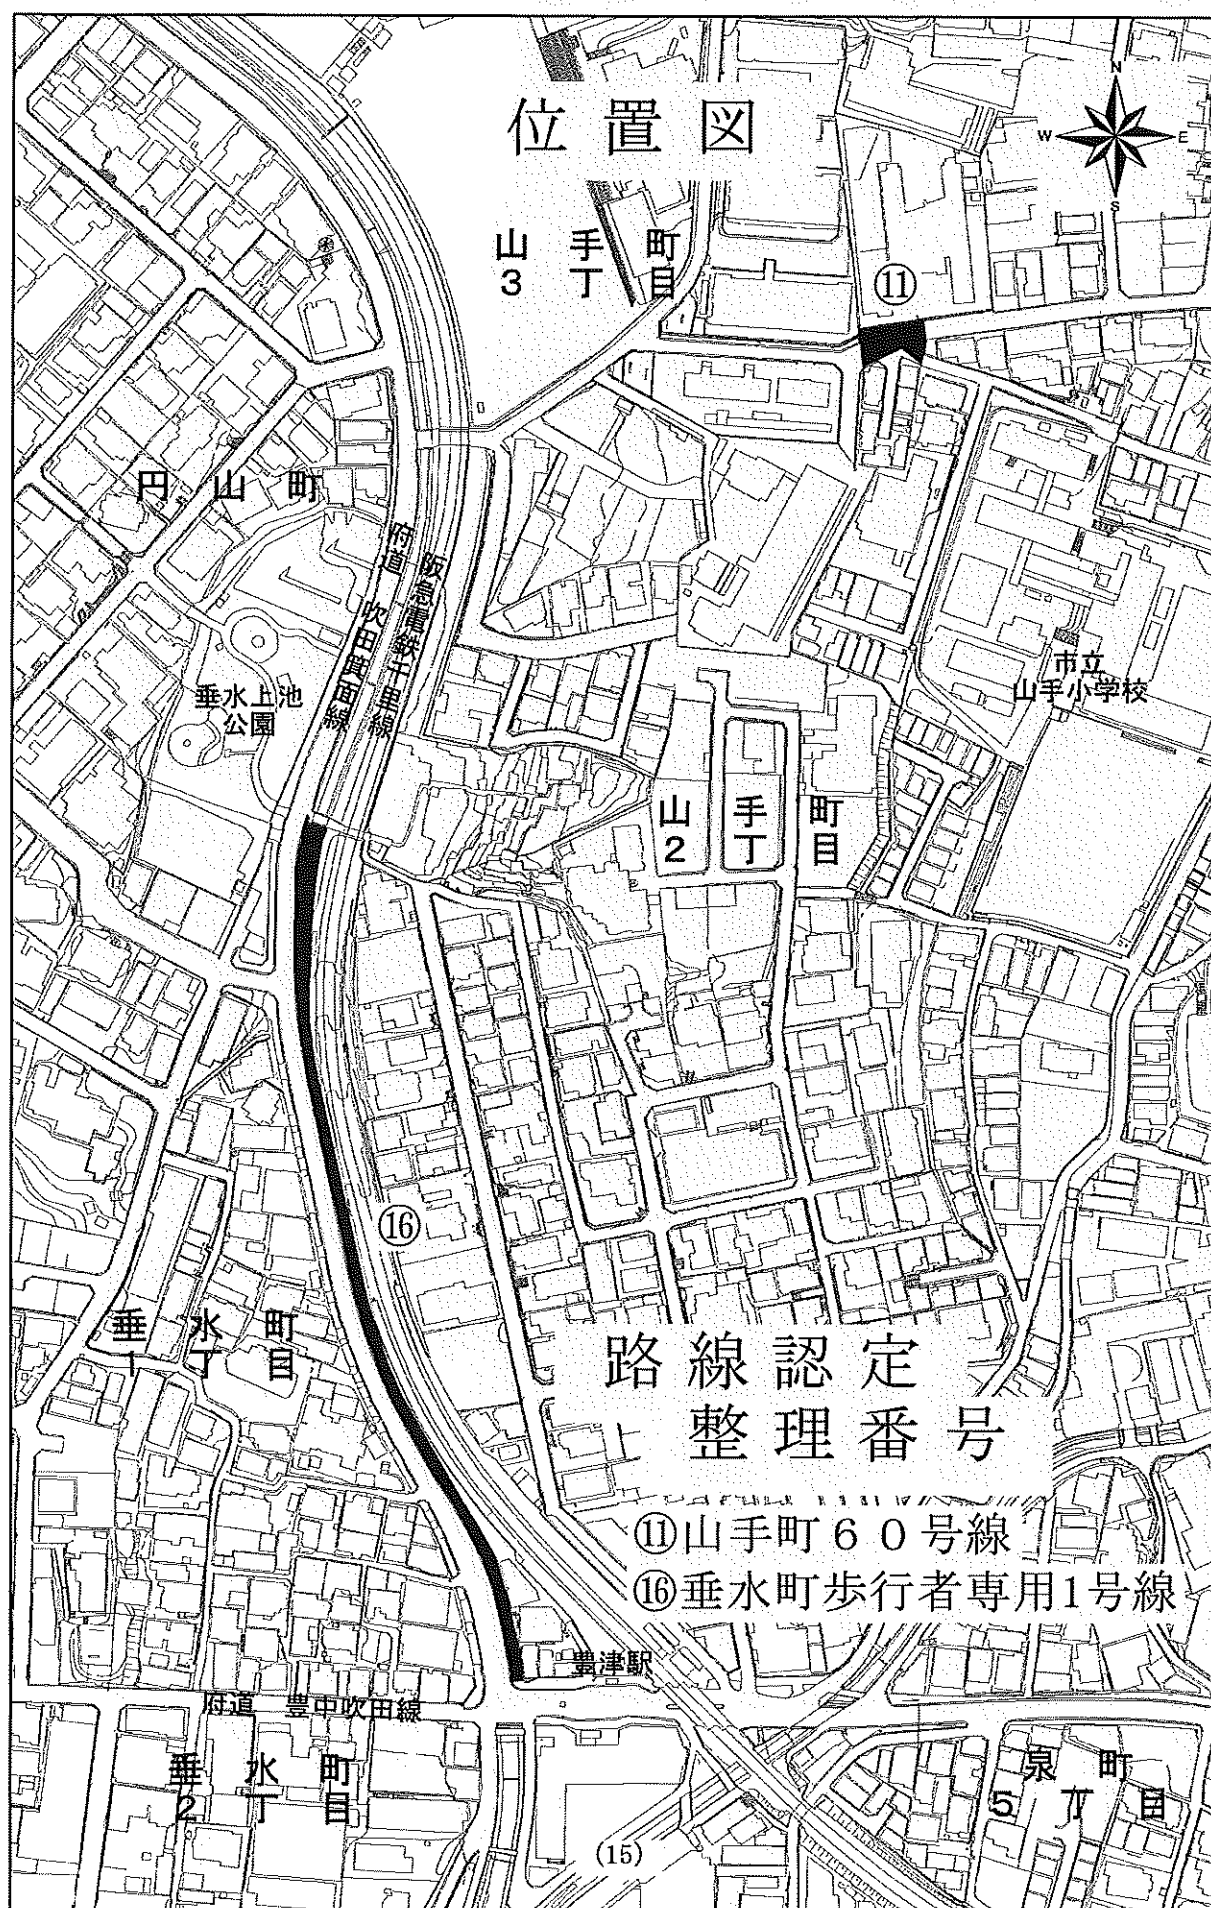 位置図
N
W E
S
山手町
3丁目
⑪
円山町
府道 吹田箕面線
阪急電鉄千里線
垂水上池
公園
市立
山手小学校
山手町
2丁目
⑯
垂水町
1丁目
路線認定
整理番号
⑪山手町60号線
⑯垂水町歩行者専用1号線
豊津駅
府道 豊中吹田線
垂水町
2丁目
泉町
5丁目
(15)